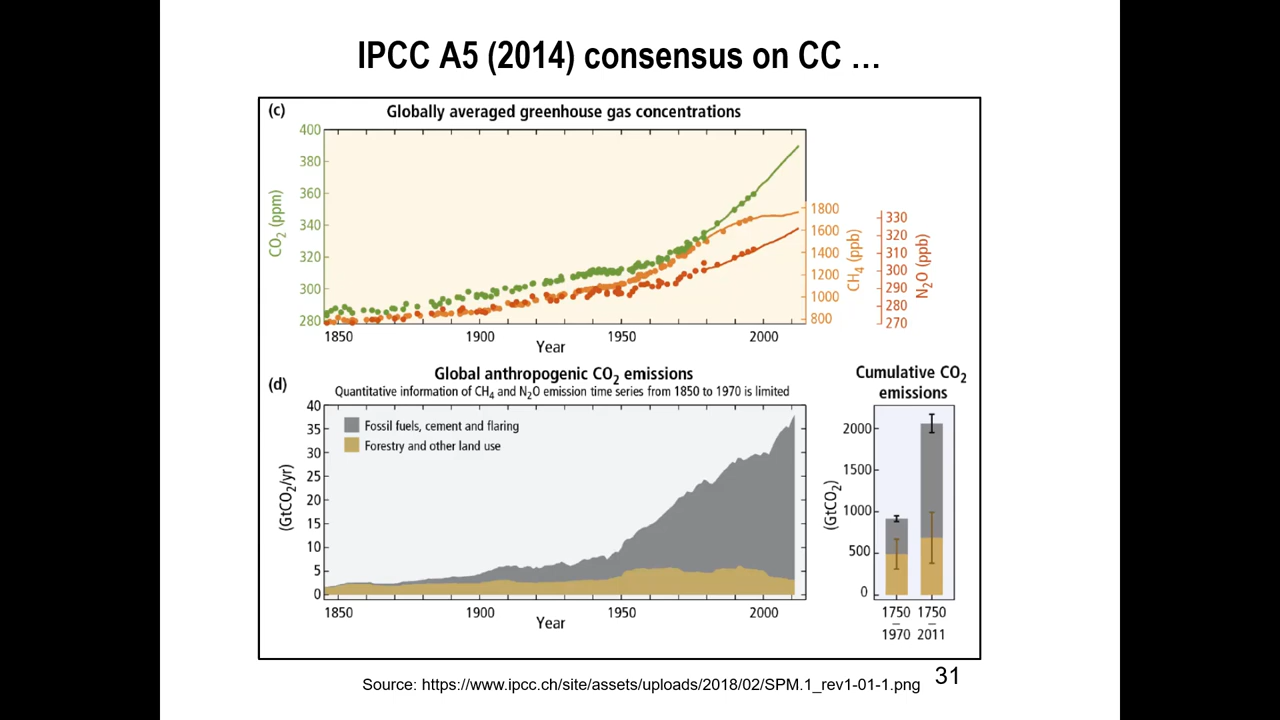 IPCC A5 (2014) consensus on CC …
(c)
Globally averaged greenhouse gas concentrations
400
380
360
340
320
300
280
CO2 (ppm)
1800
1600
1400
1200
1000
800
CH4 (ppb)
330
320
310
300
290
280
270
N2O (ppb)
1850 1900 1950 2000
Year
(d)
Global anthropogenic CO2 emissions
Quantitative information of CH4 and N2O emission time series from 1850 to 1970 is limited
40
35
30
25
20
15
10
5
0
(GtCO2/yr)
Fossil fuels, cement and flaring
Forestry and other land use
1850 1900 1950 2000
Year
Cumulative CO2
emissions
2000
1500
1000
500
0
(GtCO2)
1750 1750
– –
1970 2011
Source: https://www.ipcc.ch/site/assets/uploads/2018/02/SPM.1_rev1-01-1.png
31